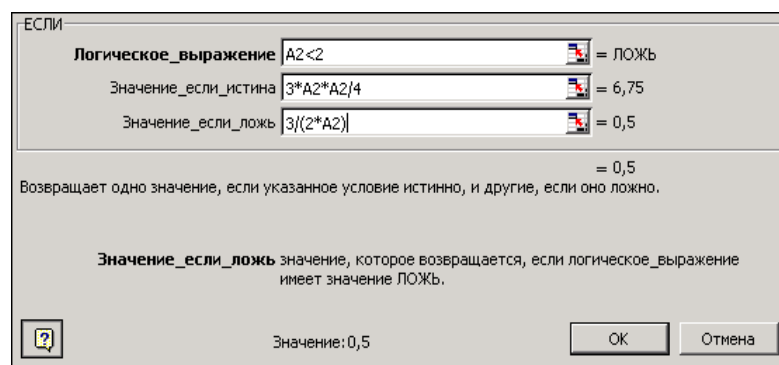 ЕСЛИ
Логическое_выражение A2<2 = ЛОЖЬ
Значение_если_истина 3*A2*A2/4 = 6,75
Значение_если_ложь 3/(2*A2) = 0,5
= 0,5
Возвращает одно значение, если указанное условие истинно, и другие, если оно ложно.
Значение_если_ложь значение, которое возвращается, если логическое_выражение
имеет значение ЛОЖЬ.
? Значение:0,5 ОК Отмена